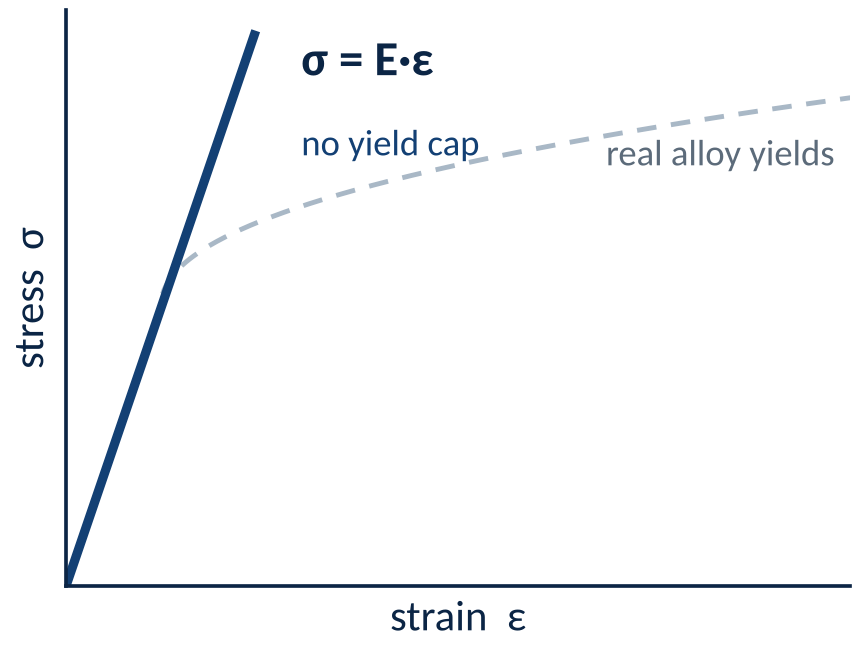 σ = E·ε
no yield cap
real alloy yields
stress σ
strain ε